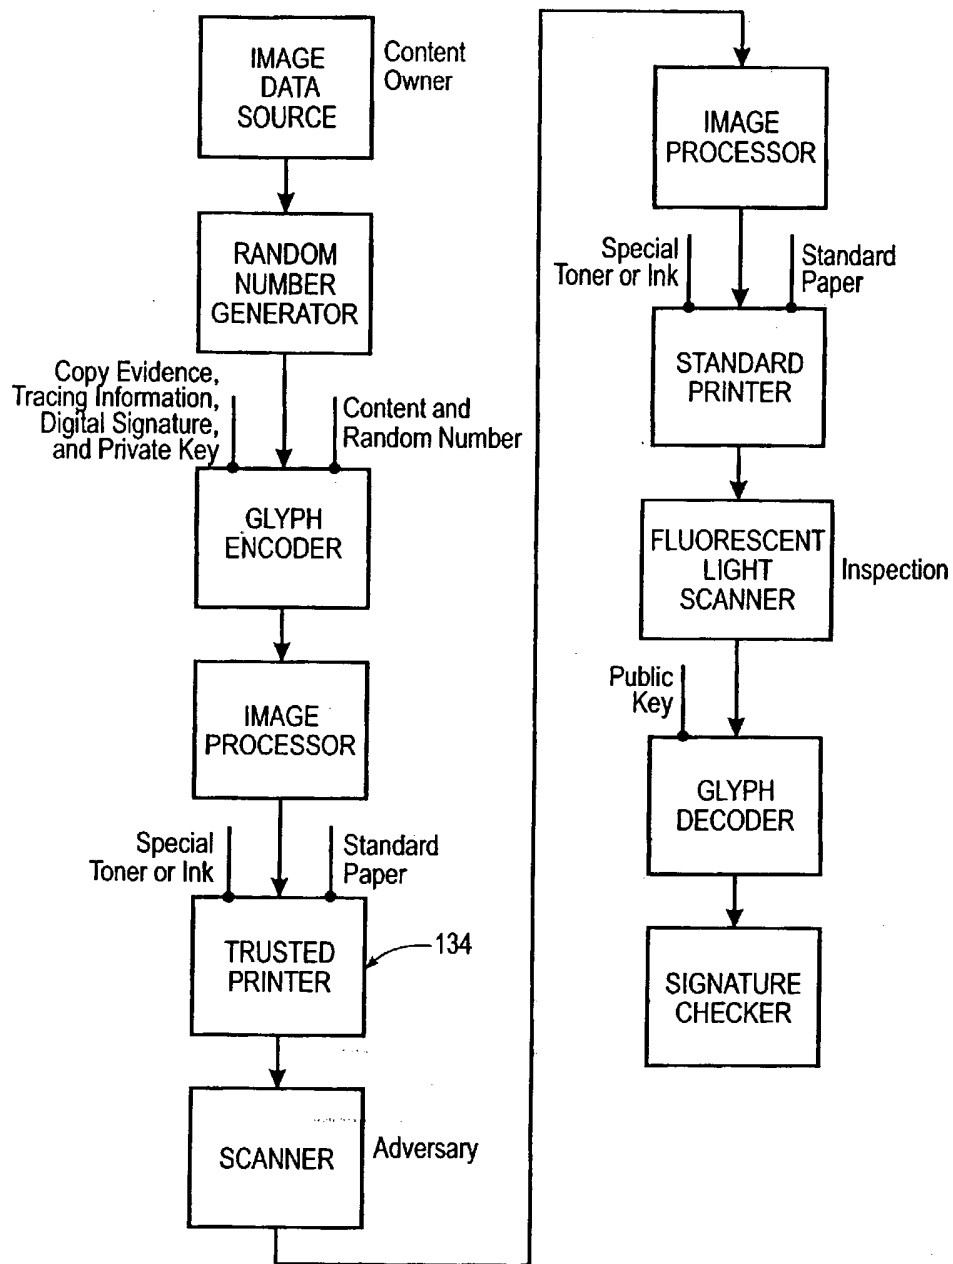 IMAGE
DATA
SOURCE
Content
Owner
RANDOM
NUMBER
GENERATOR
Copy Evidence,
Tracing Information,
Digital Signature,
and Private Key
Content and
Random Number
GLYPH
ENCODER
IMAGE
PROCESSOR
Special
Toner or Ink
Standard
Paper
TRUSTED
PRINTER
134
SCANNER
Adversary
IMAGE
PROCESSOR
Special
Toner or Ink
Standard
Paper
STANDARD
PRINTER
FLUORESCENT
LIGHT
SCANNER
Inspection
Public
Key
GLYPH
DECODER
SIGNATURE
CHECKER